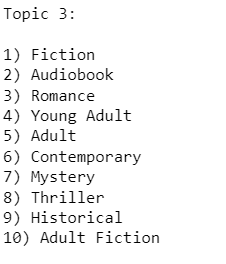 Topic 3:
1) Fiction
2) Audiobook
3) Romance
4) Young Adult
5) Adult
6) Contemporary
7) Mystery
8) Thriller
9) Historical
10) Adult Fiction